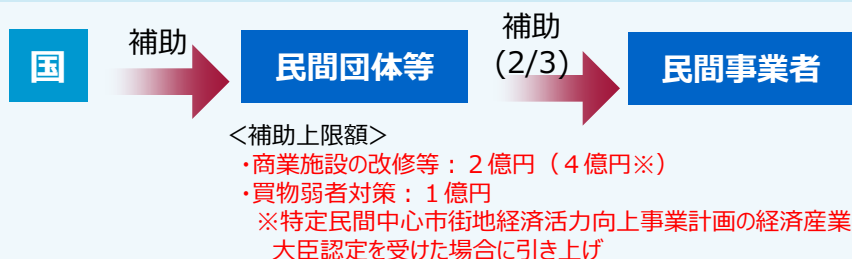 国
補助
民間団体等
補助
(2/3)
民間事業者
＜補助上限額＞
・商業施設の改修等：２億円（４億円※）
・買物弱者対策：１億円
※特定民間中心市街地経済活力向上事業計画の経済産業
大臣認定を受けた場合に引き上げ